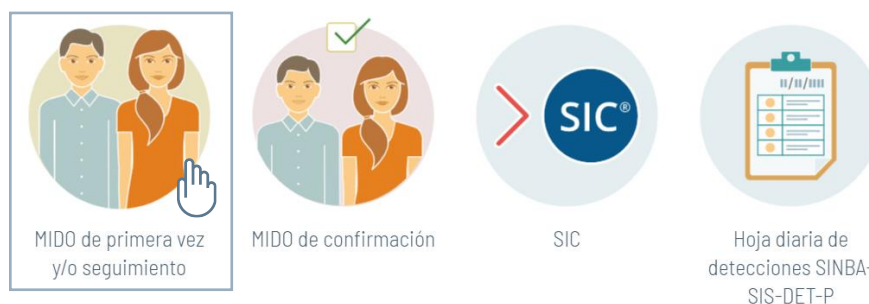 MIDO de primera vez
y/o seguimiento
MIDO de confirmación
SIC®
SIC
Hoja diaria de
detecciones SINBA-
SIS-DET-P